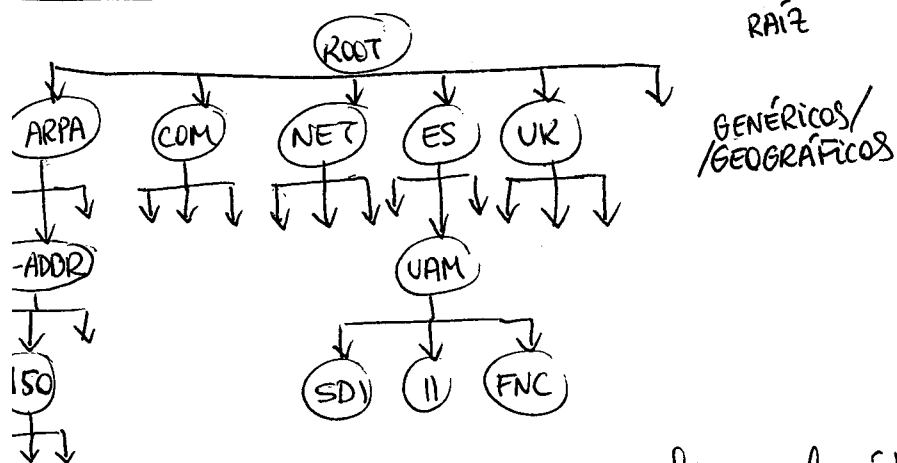 RAÍZ
ROOT
ARPA COM NET ES UK
GENÉRICOS/
/GEOGRÁFICOS
-ADDR UAM
150 SDI II FNC